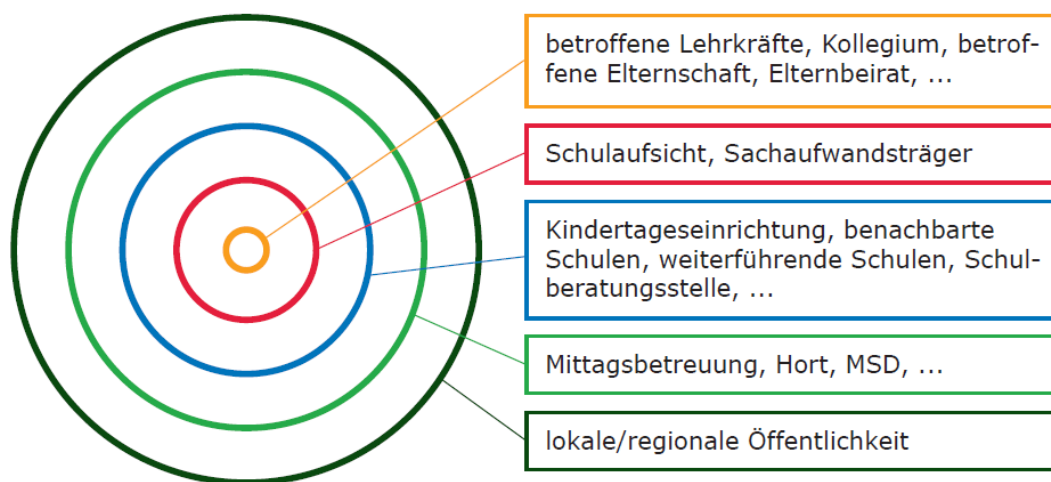 betroffene Lehrkräfte, Kollegium, betrof-
fene Elternschaft, Elternbeirat, ...
Schulaufsicht, Sachaufwandsträger
Kindertageseinrichtung, benachbarte
Schulen, weiterführende Schulen, Schul-
beratungsstelle, ...
Mittagsbetreuung, Hort, MSD, ...
lokale/regionale Öffentlichkeit